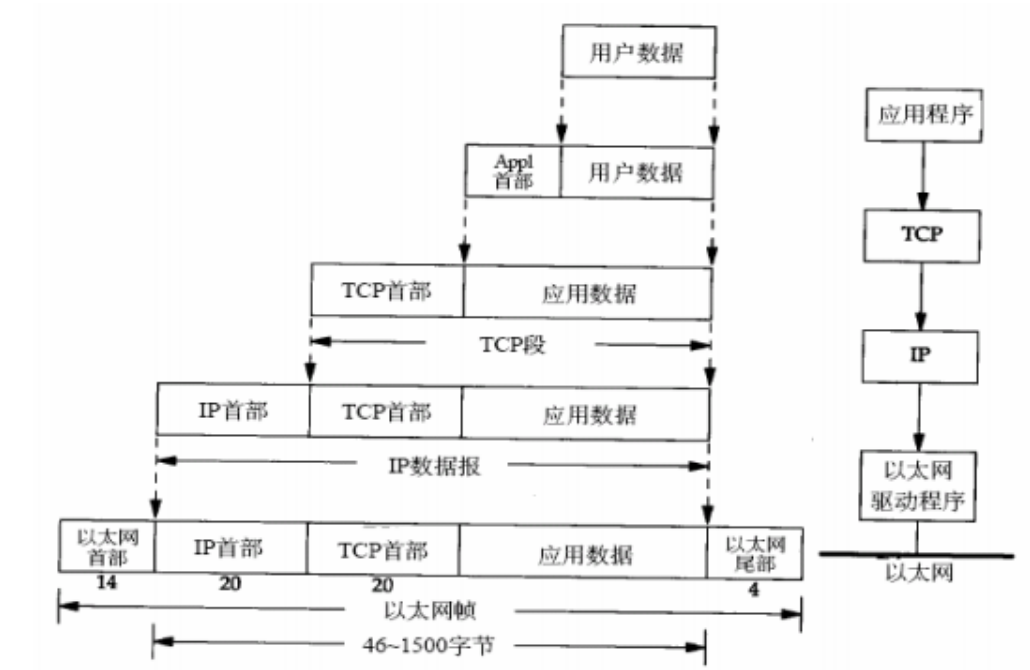 用户数据
应用程序
Appl
首部
用户数据
TCP
TCP首部
应用数据
TCP段
IP
IP首部
TCP首部
应用数据
IP数据报
以太网
驱动程序
以太网
首部
IP首部
TCP首部
应用数据
以太网
尾部
以太网
14
20
20
4
以太网帧
46~1500字节